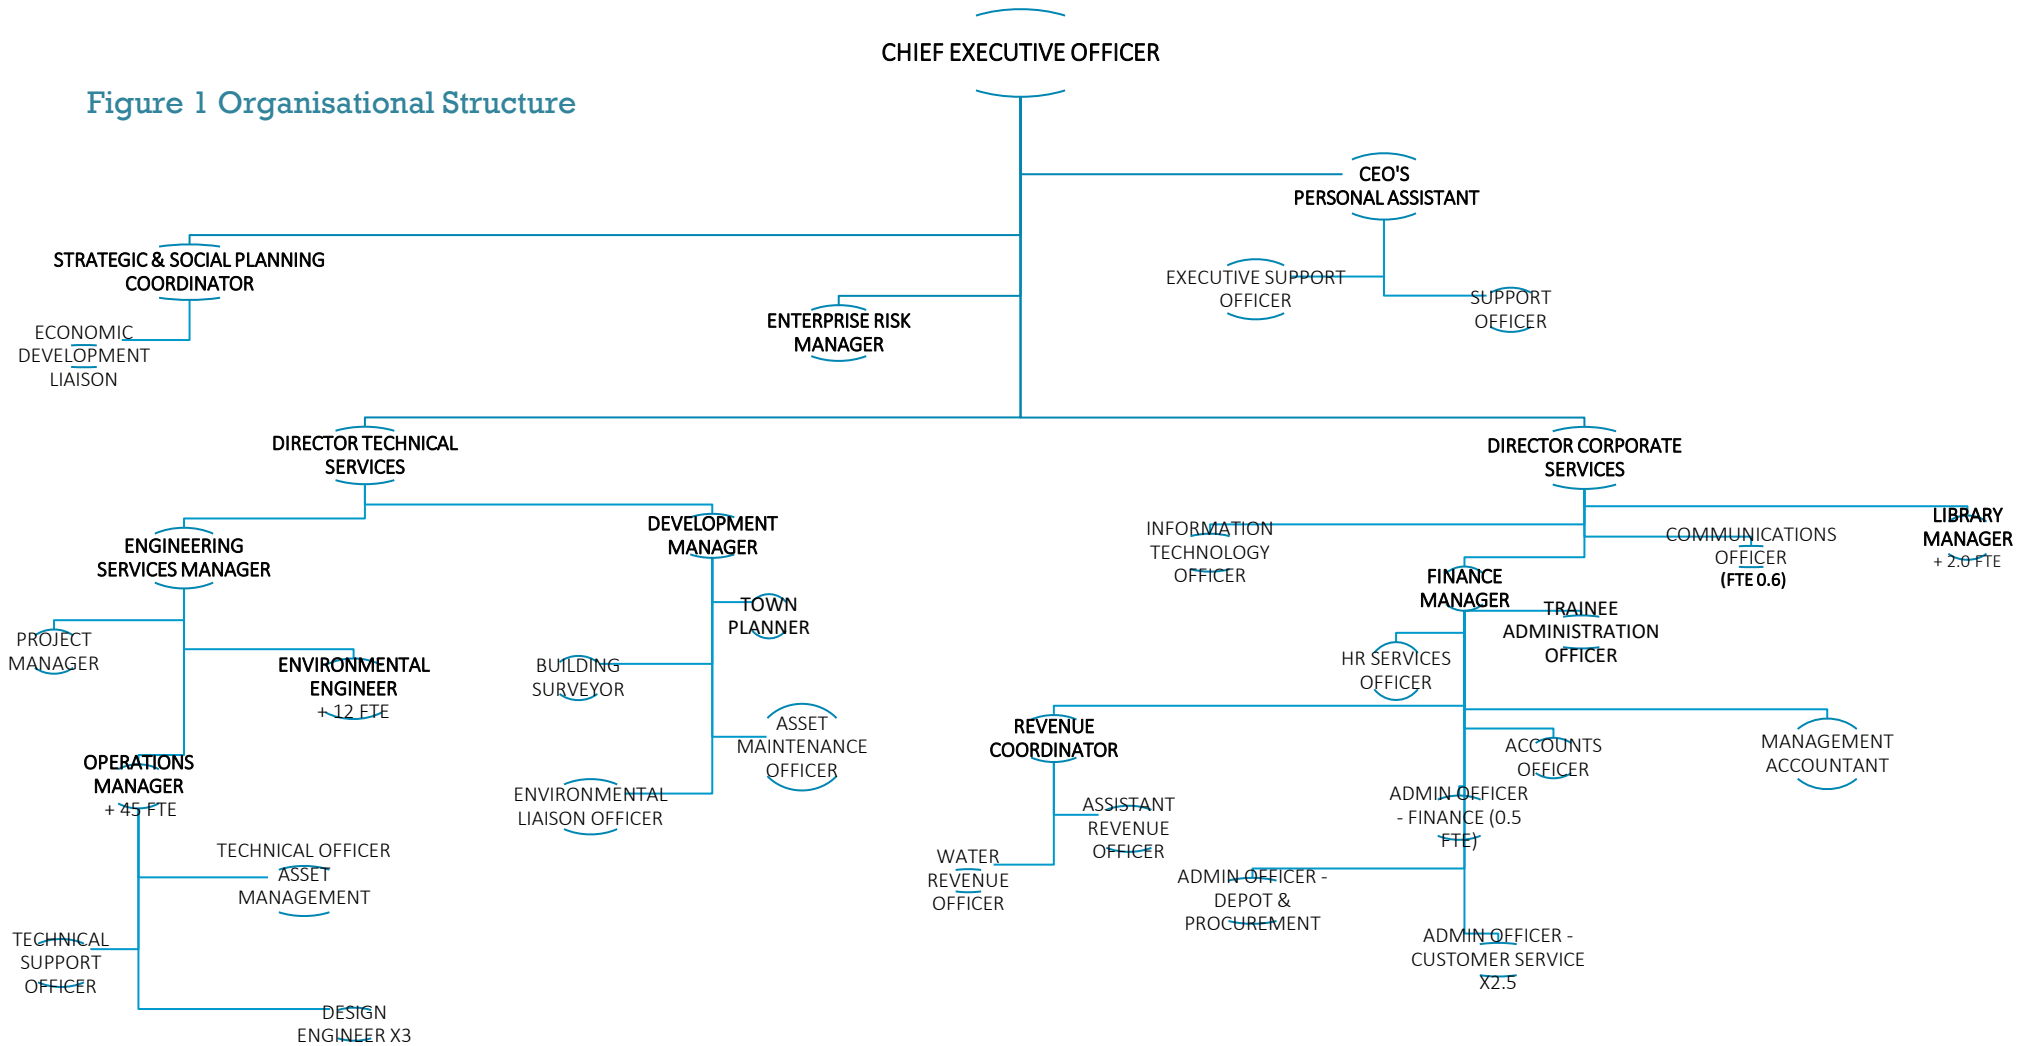 CHIEF EXECUTIVE OFFICER
Figure 1 Organisational Structure
CEO'S
PERSONAL ASSISTANT
STRATEGIC & SOCIAL PLANNING
COORDINATOR
EXECUTIVE SUPPORT
OFFICER
SUPPORT
OFFICER
ENTERPRISE RISK
MANAGER
ECONOMIC
DEVELOPMENT
LIAISON
DIRECTOR TECHNICAL
SERVICES
DIRECTOR CORPORATE
SERVICES
ENGINEERING
SERVICES MANAGER
DEVELOPMENT
MANAGER
INFORMATION
TECHNOLOGY
OFFICER
COMMUNICATIONS
OFFICER
(FTE 0.6)
LIBRARY
MANAGER
+ 2.0 FTE
FINANCE
MANAGER
TRAINEE
ADMINISTRATION
OFFICER
TOWN
PLANNER
PROJECT
MANAGER
ENVIRONMENTAL
ENGINEER
+ 12 FTE
BUILDING
SURVEYOR
HR SERVICES
OFFICER
ASSET
MAINTENANCE
OFFICER
REVENUE
COORDINATOR
ACCOUNTS
OFFICER
MANAGEMENT
ACCOUNTANT
OPERATIONS
MANAGER
+ 45 FTE
ENVIRONMENTAL
LIAISON OFFICER
ASSISTANT
REVENUE
OFFICER
ADMIN OFFICER
- FINANCE (0.5
FTE)
TECHNICAL OFFICER
ASSET
MANAGEMENT
WATER
REVENUE
OFFICER
ADMIN OFFICER -
DEPOT &
PROCUREMENT
TECHNICAL
SUPPORT
OFFICER
ADMIN OFFICER -
CUSTOMER SERVICE
X2.5
DESIGN
ENGINEER X3